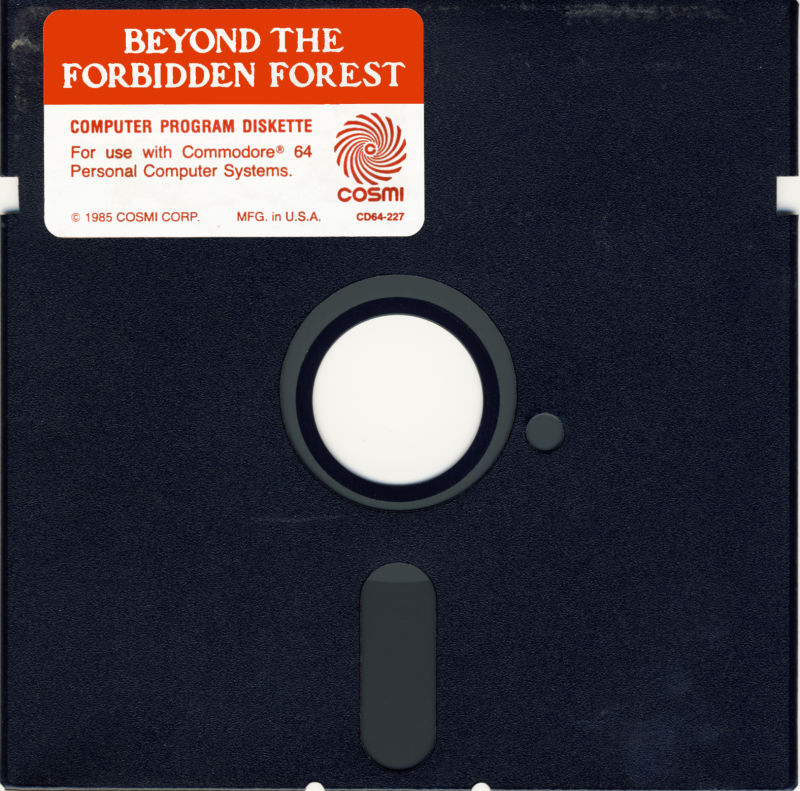 BEYOND THE
FORBIDDEN FOREST
COMPUTER PROGRAM DISKETTE
For use with Commodore® 64
Personal Computer Systems.
C
COSMI
© 1985 COSMI CORP. MFG. in U.S.A. CD64-227